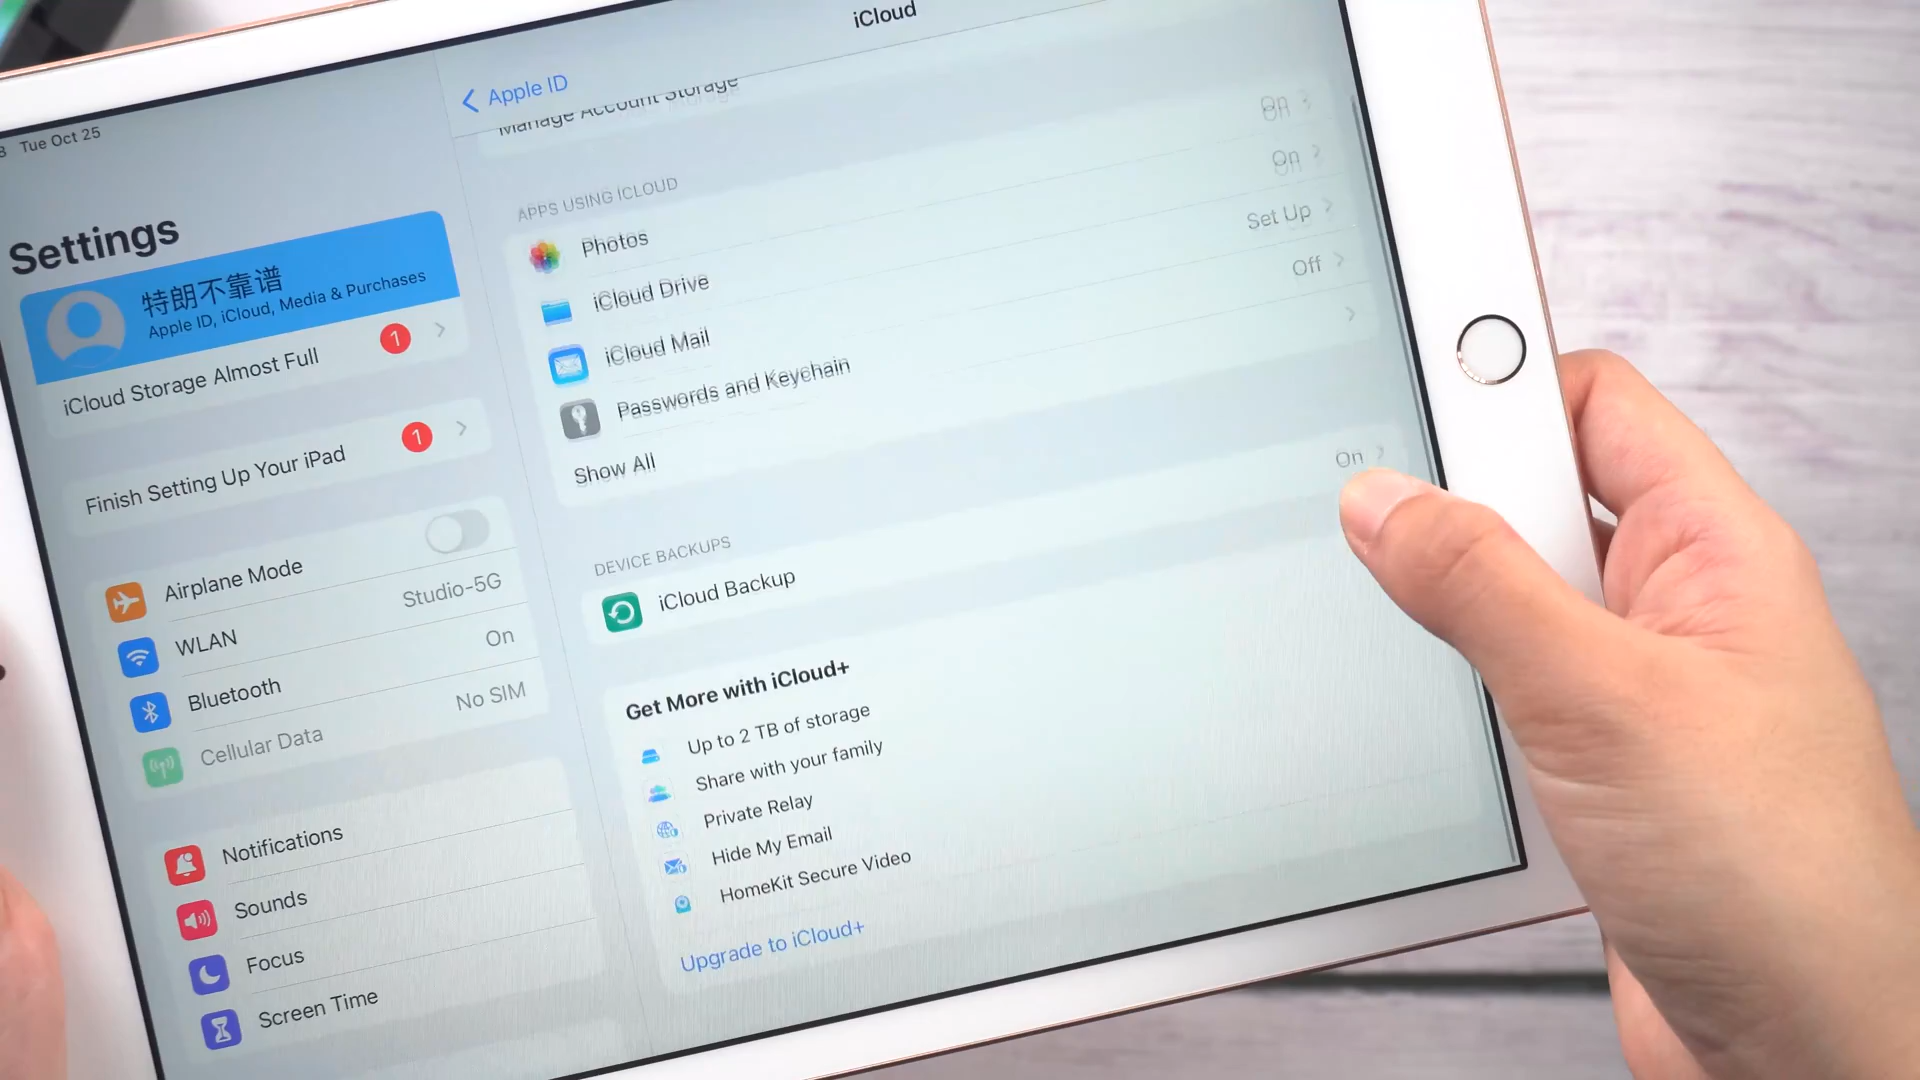 Tue Oct 25
Settings
特朗不靠谱
Apple ID, iCloud, Media & Purchases
iCloud Storage Almost Full
1
Finish Setting Up Your iPad
1
Airplane Mode
WLAN
Studio-5G
Bluetooth
On
Cellular Data
No SIM
Notifications
Sounds
Focus
Screen Time
iCloud
Apple ID
Manage Account Storage
APPS USING ICLOUD
Photos
On
iCloud Drive
On
iCloud Mail
Set Up
Passwords and Keychain
Off
Show All
DEVICE BACKUPS
iCloud Backup
On
Get More with iCloud+
Up to 2 TB of storage
Share with your family
Private Relay
Hide My Email
HomeKit Secure Video
Upgrade to iCloud+